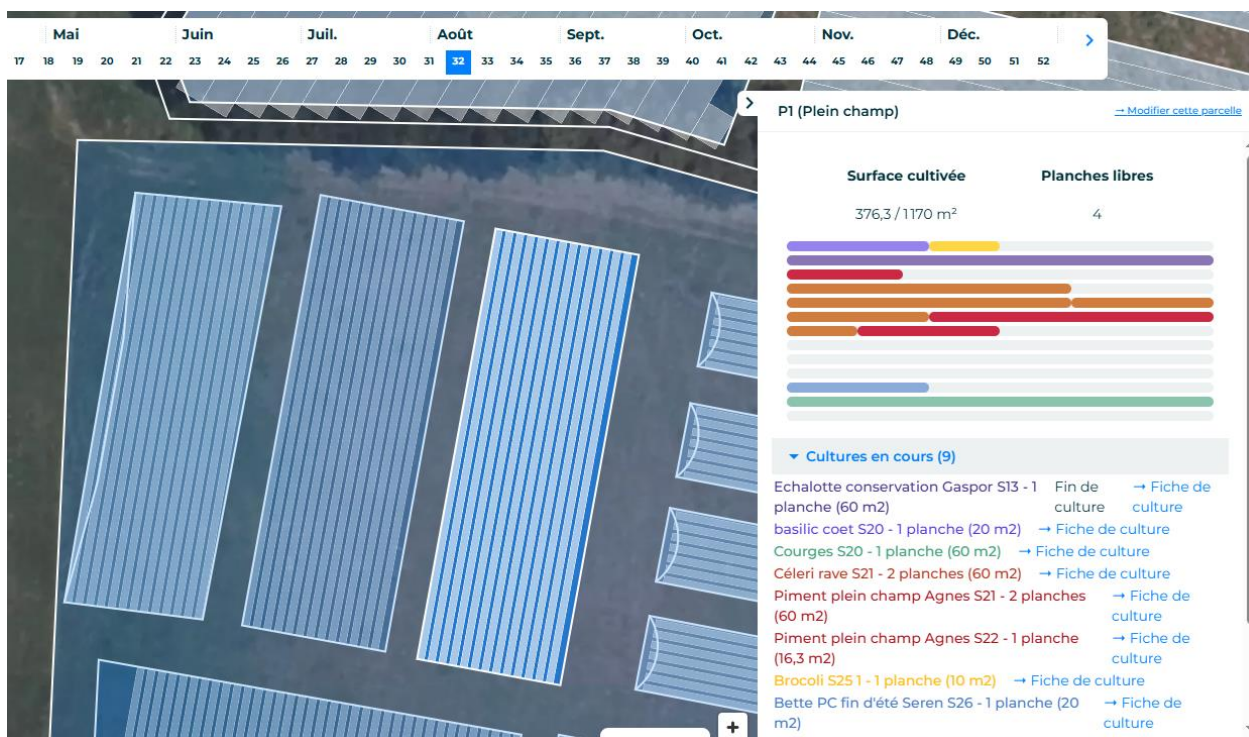 Mai Juin Juil. Août Sept. Oct. Nov. Déc.
17 18 19 20 21 22 23 24 25 26 27 28 29 30 31 32 33 34 35 36 37 38 39 40 41 42 43 44 45 46 47 48 49 50 51 52
P1 (Plein champ) → Modifier cette parcelle
Surface cultivée Planches libres
376,3 / 1170 m² 4
Cultures en cours (9)
Echalotte conservation Gaspor S13 - 1 Fin de → Fiche de
planche (60 m2) culture culture
basilic coet S20 - 1 planche (20 m2) → Fiche de culture
Courges S20 - 1 planche (60 m2) → Fiche de culture
Céleri rave S21 - 2 planches (60 m2) → Fiche de culture
Piment plein champ Agnes S21 - 2 planches → Fiche de
(60 m2) culture
Piment plein champ Agnes S22 - 1 planche → Fiche de
(16,3 m2) culture
Brocoli S25 1 - 1 planche (10 m2) → Fiche de culture
Bette PC fin d'été Seren S26 - 1 planche (20 → Fiche de
m2) culture